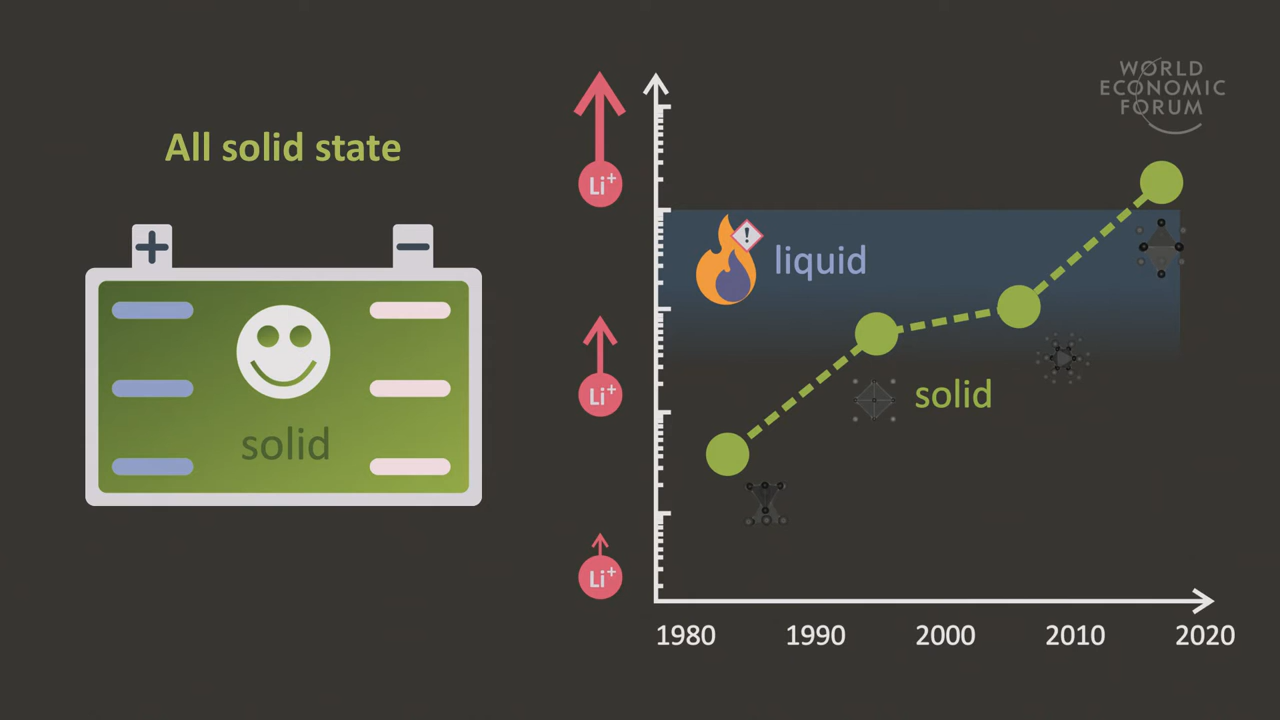 WORLD
ECONOMIC
FORUM
All solid state
+
−
solid
Li⁺
Li⁺
Li⁺
!
liquid
solid
1980 1990 2000 2010 2020